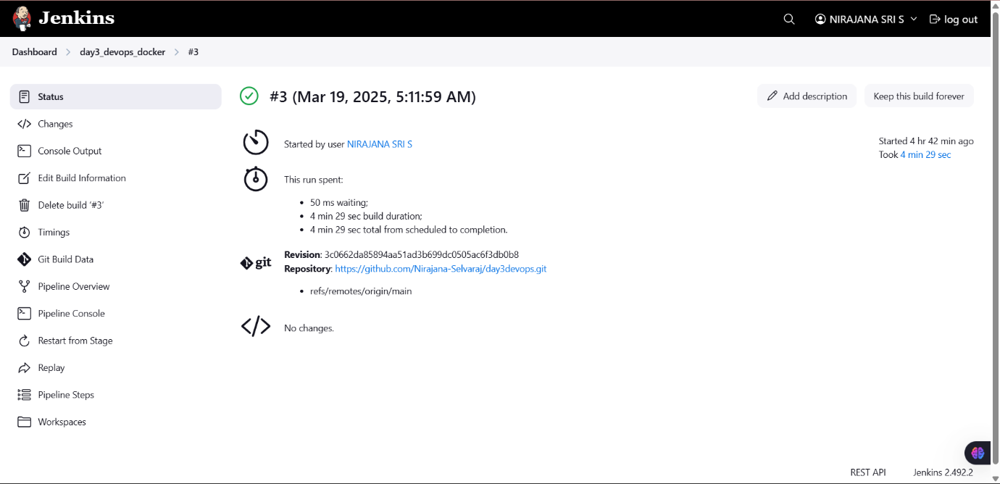 Jenkins
NIRAJANA SRI S
log out
Dashboard
day3_devops_docker
#3
Status
Changes
Console Output
Edit Build Information
Delete build ‘#3’
Timings
Git Build Data
Pipeline Overview
Pipeline Console
Restart from Stage
Replay
Pipeline Steps
Workspaces
#3 (Mar 19, 2025, 5:11:59 AM)
Add description
Keep this build forever
Started by user NIRAJANA SRI S
Started 4 hr 42 min ago
Took 4 min 29 sec
This run spent:
50 ms waiting;
4 min 29 sec build duration;
4 min 29 sec total from scheduled to completion.
git
Revision: 3c0662da85894aa51ad3b699dc0505ac6f3db0b8
Repository: https://github.com/Nirajana-Selvaraj/day3devops.git
refs/remotes/origin/main
No changes.
REST API
Jenkins 2.492.2